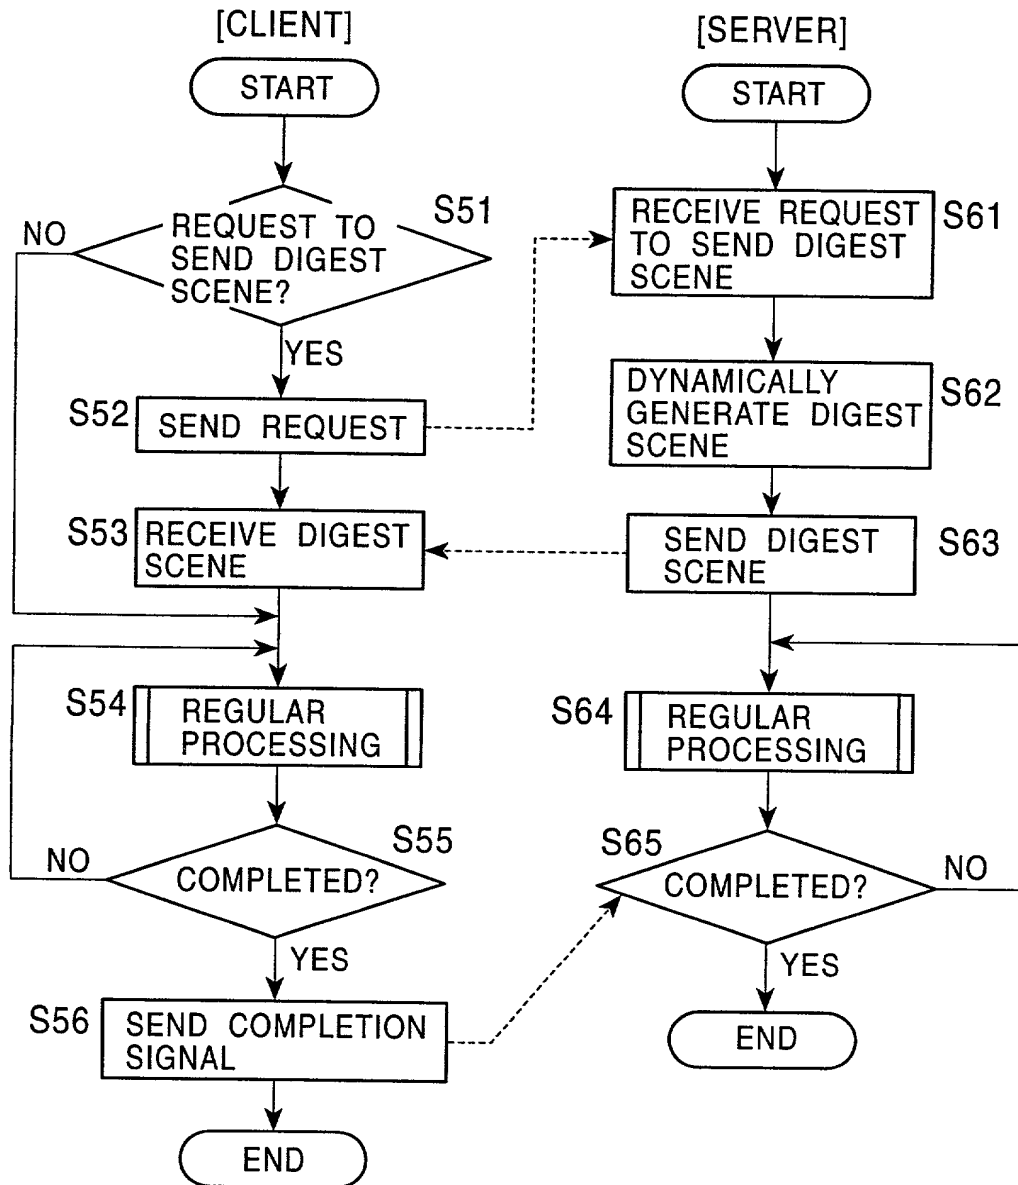 [CLIENT]
START
REQUEST TO
SEND DIGEST
SCENE?
S51
NO
YES
S52
SEND REQUEST
S53
RECEIVE DIGEST
SCENE
S54
REGULAR
PROCESSING
S55
COMPLETED?
NO
YES
S56
SEND COMPLETION
SIGNAL
END
[SERVER]
START
RECEIVE REQUEST
TO SEND DIGEST
SCENE
S61
DYNAMICALLY
GENERATE DIGEST
SCENE
S62
SEND DIGEST
SCENE
S63
S64
REGULAR
PROCESSING
S65
COMPLETED?
NO
YES
END